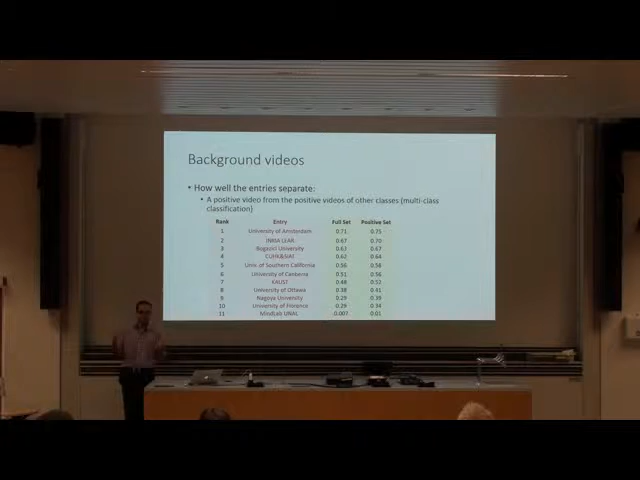 Background videos
• How well the entries separate:
• A positive video from the positive videos of other classes (multi-class
classification)
Rank Entry Full Set Positive Set
1 University of Amsterdam 0.71 0.75
2 INRIA LEAR 0.67 0.70
3 Bogazici University 0.67 0.67
4 CUHK&SIAT 0.62 0.64
5 Univ. of Southern California 0.56 0.58
6 University of Canberra 0.51 0.56
7 KAUST 0.48 0.52
8 University of Ottawa 0.38 0.41
9 Nagoya University 0.29 0.39
10 University of Florence 0.29 0.34
11 MindLab UNAL 0.007 0.01